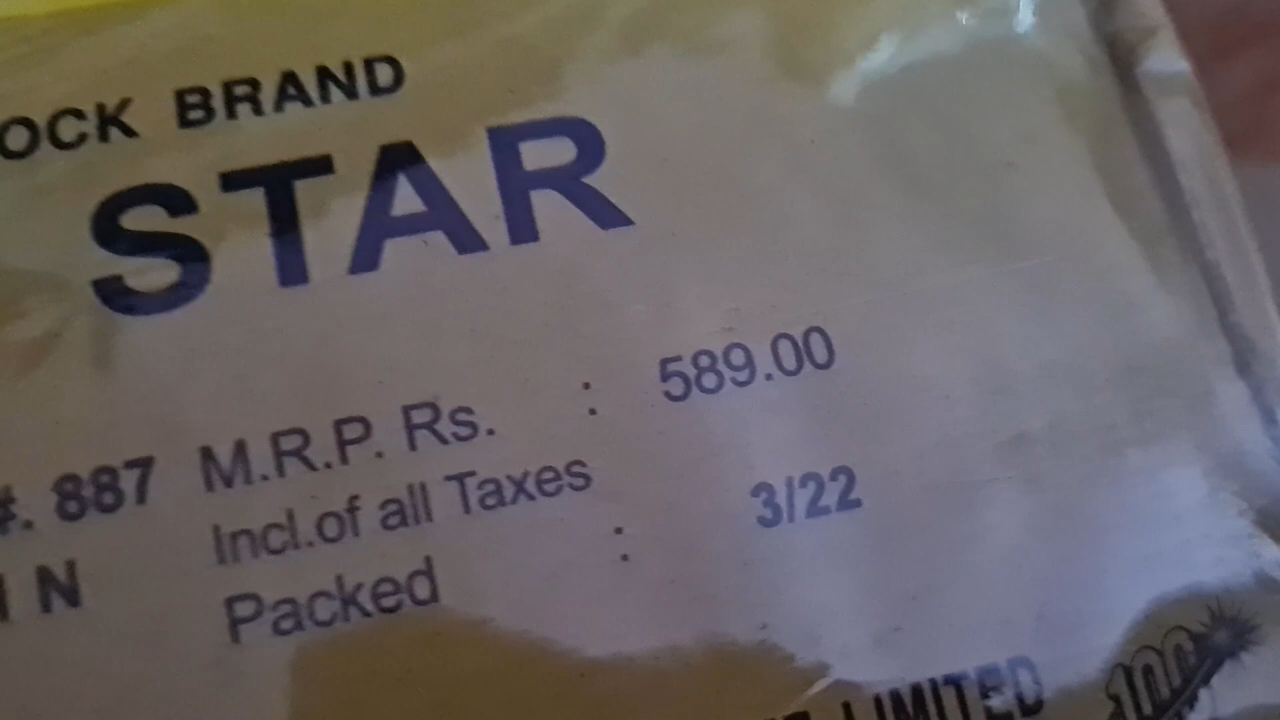 OCK BRAND
STAR
#. 887 M.R.P. Rs. : 589.00
Incl.of all Taxes
I N Packed : 3/22
LIMITED 100